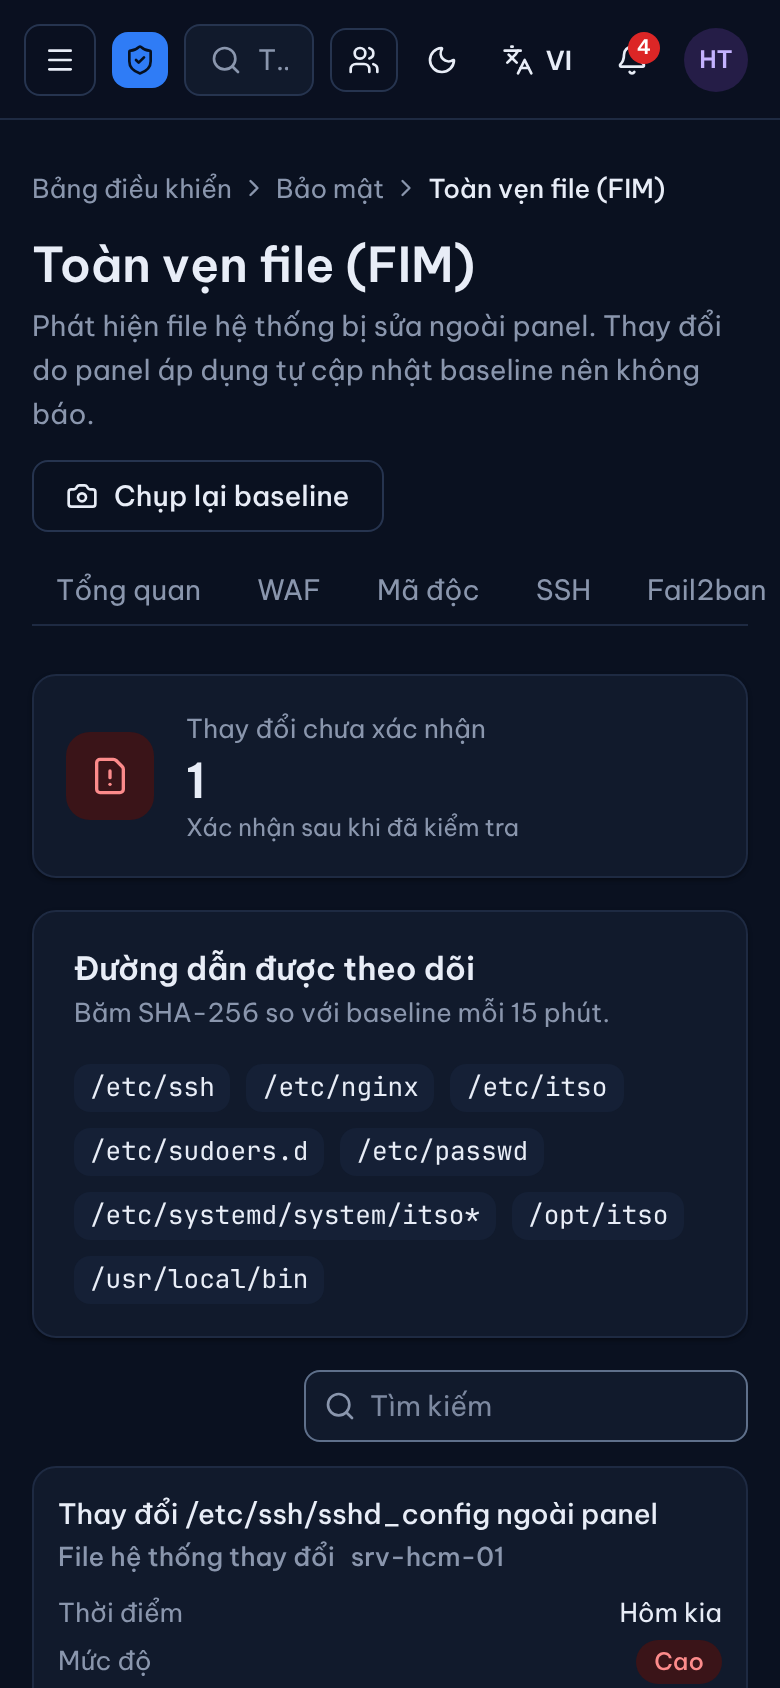 T..
VI
4
HT
Bảng điều khiển > Bảo mật > Toàn vẹn file (FIM)
Toàn vẹn file (FIM)
Phát hiện file hệ thống bị sửa ngoài panel. Thay đổi
do panel áp dụng tự cập nhật baseline nên không
báo.
Chụp lại baseline
Tổng quan WAF Mã độc SSH Fail2ban
Thay đổi chưa xác nhận
1
Xác nhận sau khi đã kiểm tra
Đường dẫn được theo dõi
Băm SHA-256 so với baseline mỗi 15 phút.
/etc/ssh /etc/nginx /etc/itso
/etc/sudoers.d /etc/passwd
/etc/systemd/system/itso* /opt/itso
/usr/local/bin
Tìm kiếm
Thay đổi /etc/ssh/sshd_config ngoài panel
File hệ thống thay đổi srv-hcm-01
Thời điểm Hôm kia
Mức độ Cao